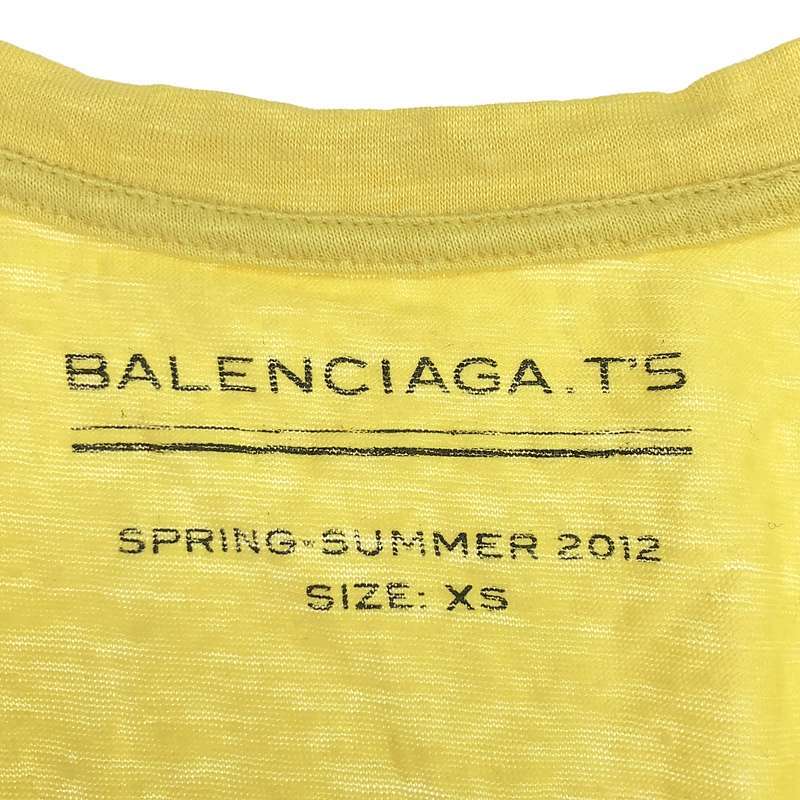 BALENCIAGA.T'S
SPRING-SUMMER 2012
SIZE: XS